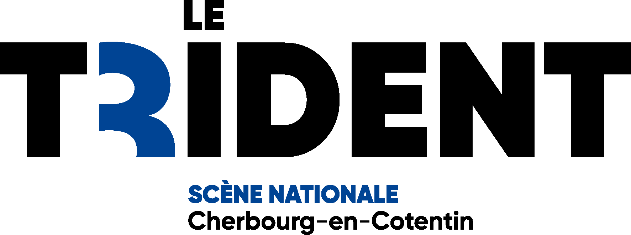 LE
TRIDENT
SCÈNE NATIONALE
Cherbourg-en-Cotentin